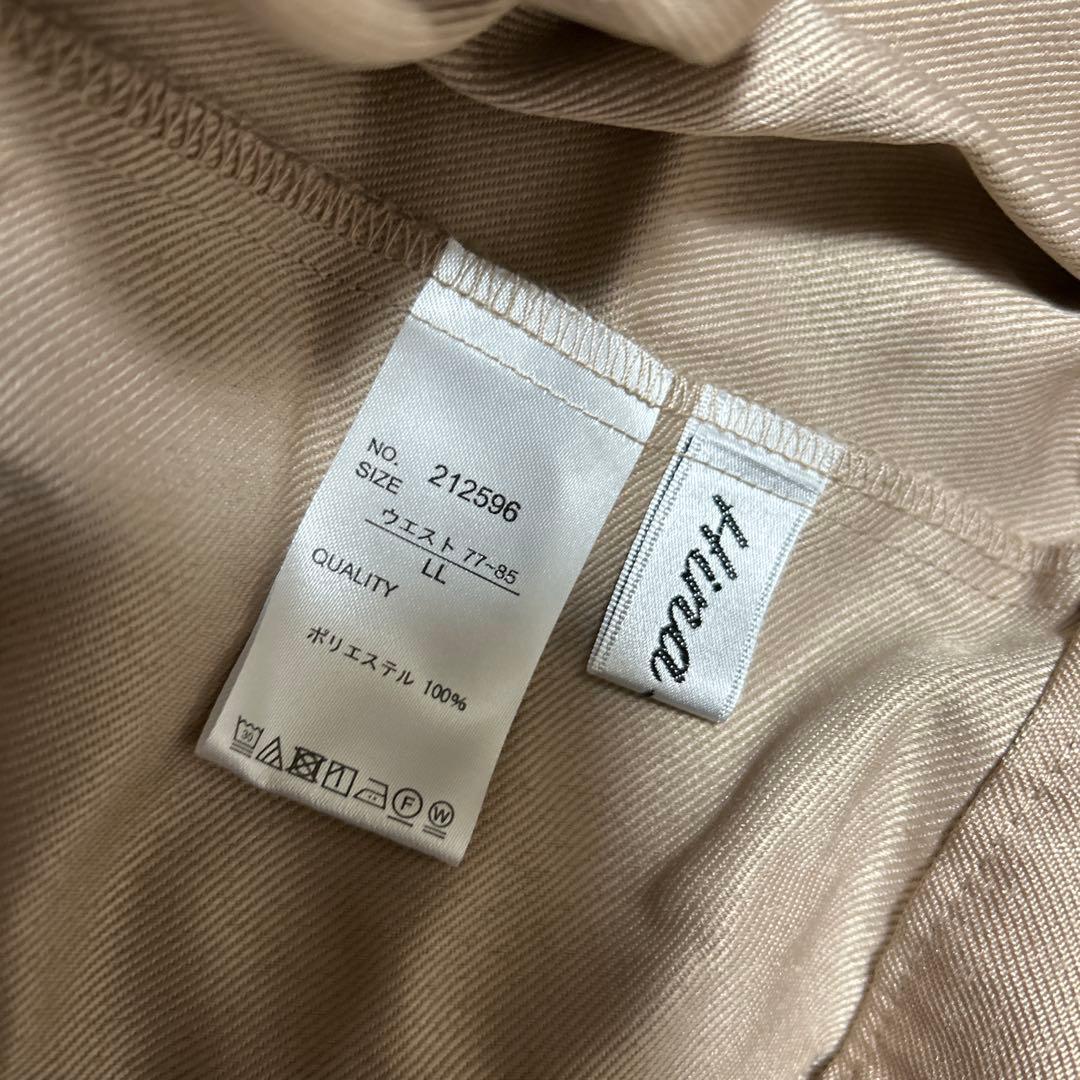 NO. 212596
SIZE ウエスト 77~85
LL
QUALITY
ポリエステル 100%
30
F
W
Hina